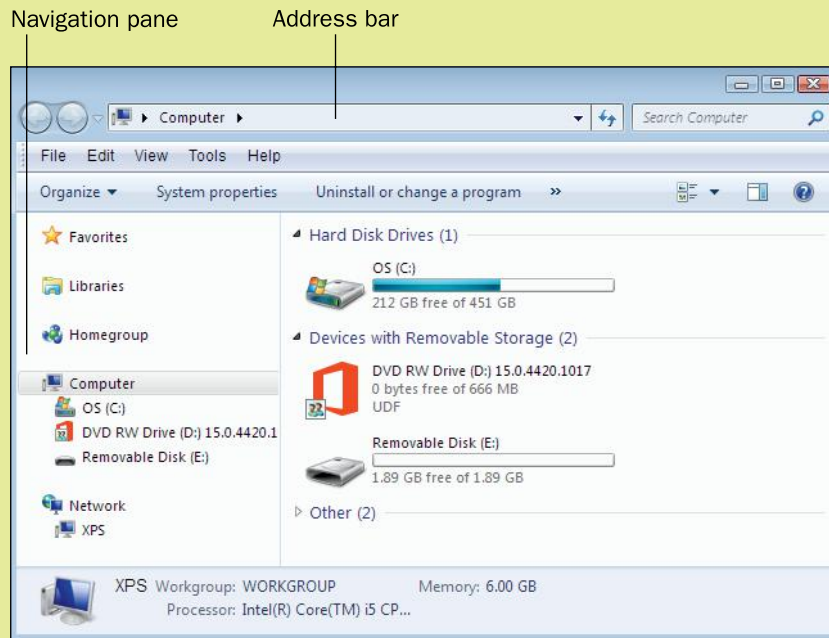 Navigation pane
Address bar
Computer
Search Computer
File Edit View Tools Help
Organize System properties Uninstall or change a program »
Favorites
Libraries
Homegroup
Computer
OS (C:)
DVD RW Drive (D:) 15.0.4420.1
Removable Disk (E:)
Network
XPS
Hard Disk Drives (1)
OS (C:)
212 GB free of 451 GB
Devices with Removable Storage (2)
DVD RW Drive (D:) 15.0.4420.1017
0 bytes free of 666 MB
UDF
Removable Disk (E:)
1.89 GB free of 1.89 GB
Other (2)
XPS Workgroup: WORKGROUP Memory: 6.00 GB
Processor: Intel(R) Core(TM) i5 CP...